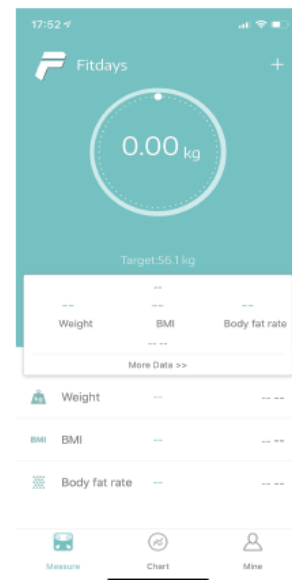 17:52
Fitdays
+
0.00 kg
Target:56.1 kg
--
-- -- --
Weight BMI Body fat rate
-- --
More Data >>
Weight -- -- --
BMI BMI -- -- --
Body fat rate -- -- --
Measure Chart Mine